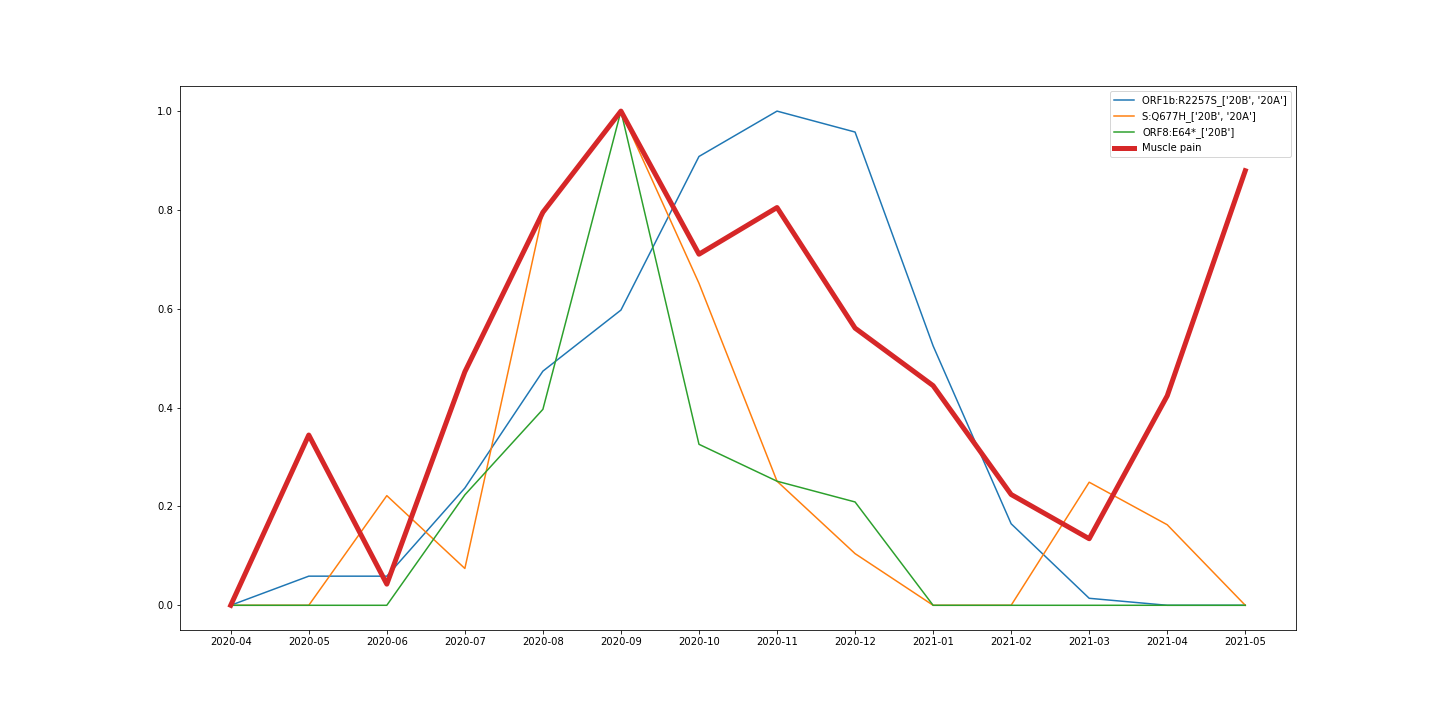 ORF1b:R2257S_['20B', '20A']
S:Q677H_['20B', '20A']
ORF8:E64*_['20B']
Muscle pain
1.0
0.8
0.6
0.4
0.2
0.0
2020-04 2020-05 2020-06 2020-07 2020-08 2020-09 2020-10 2020-11 2020-12 2021-01 2021-02 2021-03 2021-04 2021-05